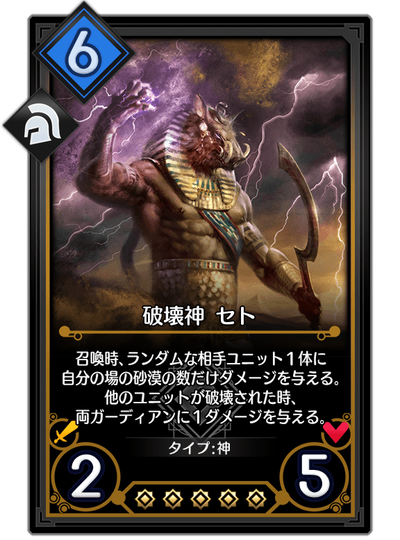 6
破壊神 セト
召喚時、ランダムな相手ユニット1体に
自分の場の砂漠の数だけダメージを与える。
他のユニットが破壊された時、
両ガーディアンに1ダメージを与える。
タイプ:神
2
5